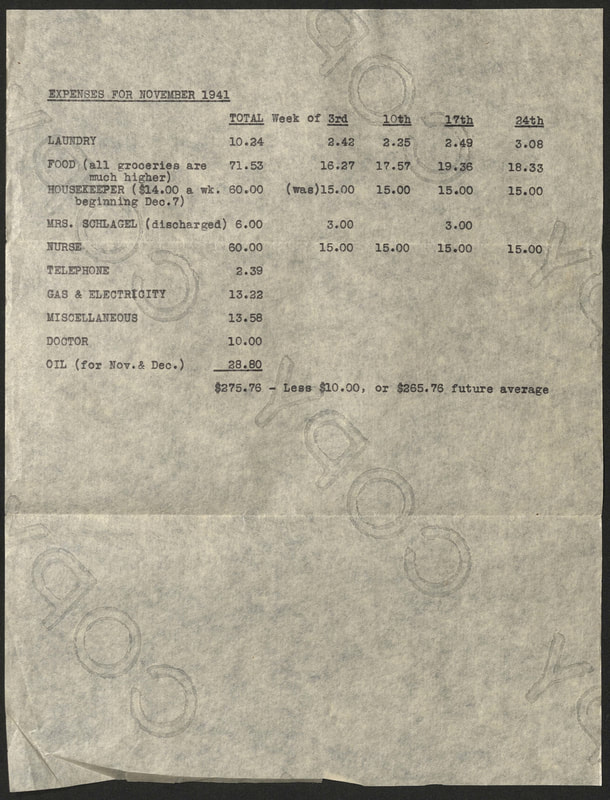 EXPENSES FOR NOVEMBER 1941
TOTAL Week of 3rd 10th 17th 24th
LAUNDRY 10.24 2.42 2.25 2.49 3.08
FOOD (all groceries are 71.53 16.27 17.57 19.36 18.33
much higher)
HOUSEKEEPER ($14.00 a wk. 60.00 (was)15.00 15.00 15.00 15.00
beginning Dec.7)
MRS. SCHLAGEL (discharged) 6.00 3.00 3.00
NURSE 60.00 15.00 15.00 15.00 15.00
TELEPHONE 2.39
GAS & ELECTRICITY 13.22
MISCELLANEOUS 13.58
DOCTOR 10.00
OIL (for Nov.& Dec.) 28.80
$275.76 - Less $10.00, or $265.76 future average
COPY
COPY
COPY
COPY